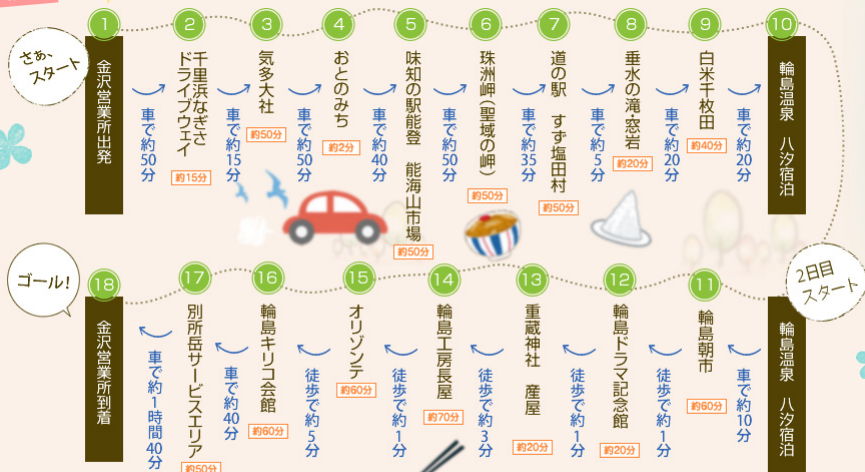 さぁ、
スタート
1
金沢営業所出発
車で約50分
2
千里浜なぎさ
ドライブウェイ
約15分
車で約15分
3
気多大社
約50分
車で約50分
4
おとのみち
約2分
車で約40分
5
味知の駅能登 能海山市場
約50分
車で約50分
6
珠洲岬(聖域の岬)
約50分
車で約35分
7
道の駅 すず塩田村
約50分
車で約5分
8
垂水の滝・窓岩
約20分
車で約20分
9
白米千枚田
約40分
車で約20分
10
輪島温泉 八汐宿泊
2日目
スタート
輪島温泉 八汐宿泊
車で約10分
11
輪島朝市
約60分
徒歩で約1分
12
輪島ドラマ記念館
約20分
徒歩で約1分
13
重蔵神社 産屋
約20分
徒歩で約3分
14
輪島工房長屋
約70分
徒歩で約1分
15
オリゾンテ
約60分
徒歩で約5分
16
輪島キリコ会館
約60分
車で約40分
17
別所岳サービスエリア
約50分
車で約1時間40分
18
金沢営業所到着
ゴール!